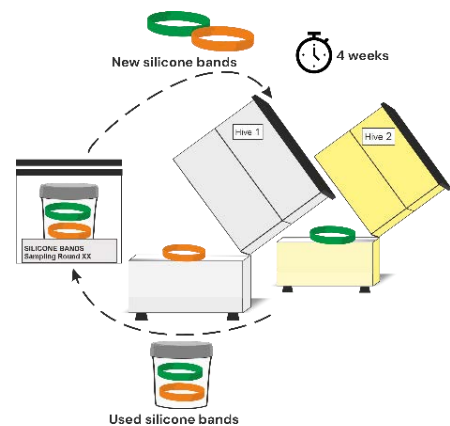 New silicone bands
4 weeks
Hive 1
Hive 2
SILICONE BANDS
Sampling Round XX
Used silicone bands